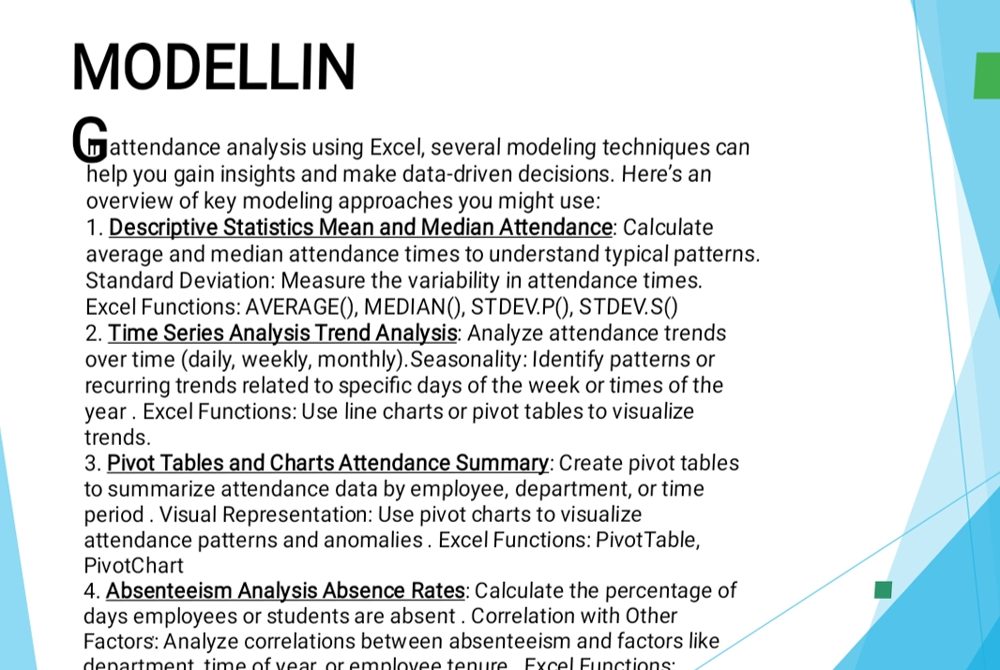 MODELLIN
G
attendance analysis using Excel, several modeling techniques can
help you gain insights and make data-driven decisions. Here’s an
overview of key modeling approaches you might use:
1. Descriptive Statistics Mean and Median Attendance: Calculate
average and median attendance times to understand typical patterns.
Standard Deviation: Measure the variability in attendance times.
Excel Functions: AVERAGE(), MEDIAN(), STDEV.P(), STDEV.S()
2. Time Series Analysis Trend Analysis: Analyze attendance trends
over time (daily, weekly, monthly).Seasonality: Identify patterns or
recurring trends related to specific days of the week or times of the
year . Excel Functions: Use line charts or pivot tables to visualize
trends.
3. Pivot Tables and Charts Attendance Summary: Create pivot tables
to summarize attendance data by employee, department, or time
period . Visual Representation: Use pivot charts to visualize
attendance patterns and anomalies . Excel Functions: PivotTable,
PivotChart
4. Absenteeism Analysis Absence Rates: Calculate the percentage of
days employees or students are absent . Correlation with Other
Factors: Analyze correlations between absenteeism and factors like
department, time of year, or employee tenure . Excel Functions: